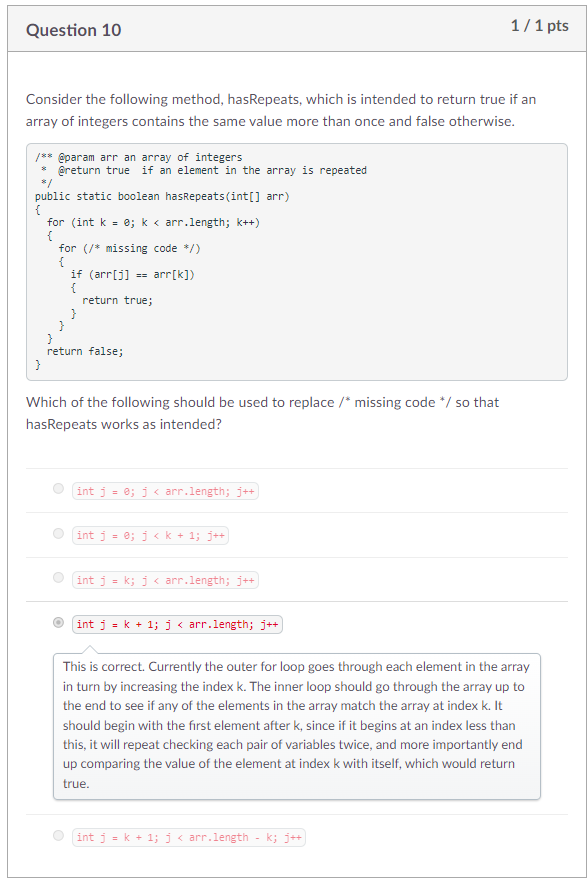 Question 10
1 / 1 pts
Consider the following method, hasRepeats, which is intended to return true if an
array of integers contains the same value more than once and false otherwise.
/** @param arr an array of integers
 *  @return true  if an element in the array is repeated
 */
public static boolean hasRepeats(int[] arr)
{
  for (int k = 0; k < arr.length; k++)
  {
    for (/* missing code */)
    {
      if (arr[j] == arr[k])
      {
        return true;
      }
    }
  }
  return false;
}
Which of the following should be used to replace /* missing code */ so that
hasRepeats works as intended?
int j = 0; j < arr.length; j++
int j = 0; j < k + 1; j++
int j = k; j < arr.length; j++
int j = k + 1; j < arr.length; j++
This is correct. Currently the outer for loop goes through each element in the array
in turn by increasing the index k. The inner loop should go through the array up to
the end to see if any of the elements in the array match the array at index k. It
should begin with the first element after k, since if it begins at an index less than
this, it will repeat checking each pair of variables twice, and more importantly end
up comparing the value of the element at index k with itself, which would return
true.
int j = k + 1; j < arr.length - k; j++